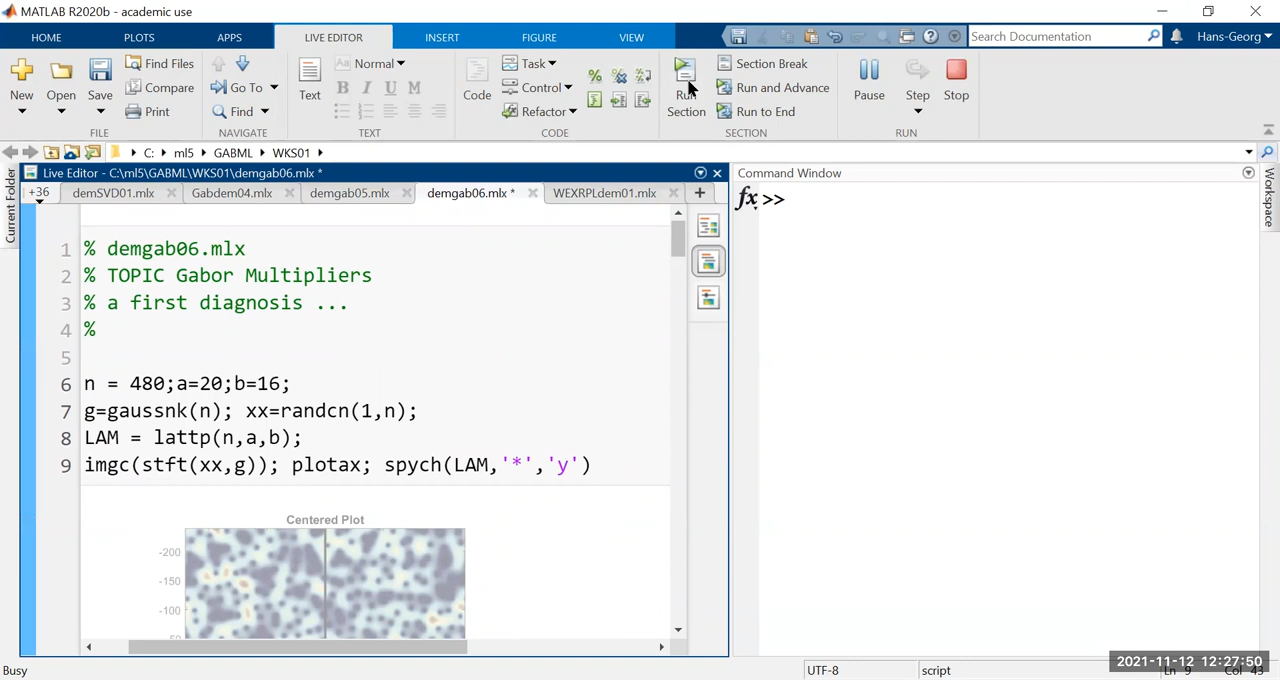 MATLAB R2020b - academic use
HOME PLOTS APPS LIVE EDITOR INSERT FIGURE VIEW Search Documentation Hans-Georg
New Open Save Find Files Compare Print
FILE
Go To Find
NAVIGATE
Text Aa Normal B I U M
TEXT
Code Task Control Refactor
CODE
Run Section Section Break Run and Advance Run to End
SECTION
Pause Step Stop
RUN
C: ml5 GABML WKS01
Current Folder
Live Editor - C:\ml5\GABML\WKS01\demgab06.mlx *
+36 demSVD01.mlx Gabdem04.mlx demgab05.mlx demgab06.mlx * WEXRPLdem01.mlx +
1 % demgab06.mlx
2 % TOPIC Gabor Multipliers
3 % a first diagnosis ...
4 %
5
6 n = 480;a=20;b=16;
7 g=gaussnk(n); xx=randcn(1,n);
8 LAM = lattp(n,a,b);
9 imgc(stft(xx,g)); plotax; spych(LAM,'*','y')
Centered Plot
-200
-150
-100
Command Window
fx >>
Workspace
Busy
UTF-8 script Ln 9 Col 43
2021-11-12 12:27:50